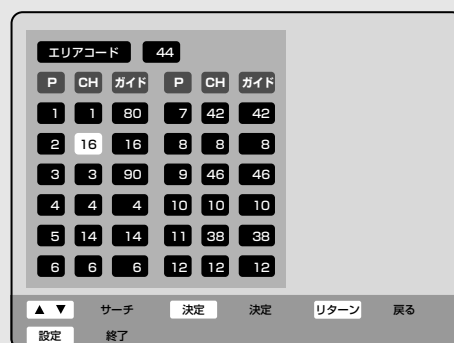 エリアコード 44
P CH ガイド P CH ガイド
1 1 80 7 42 42
2 16 16 8 8 8
3 3 90 9 46 46
4 4 4 10 10 10
5 14 14 11 38 38
6 6 6 12 12 12
▲ ▼ サーチ 決定 決定 リターン 戻る
設定 終了